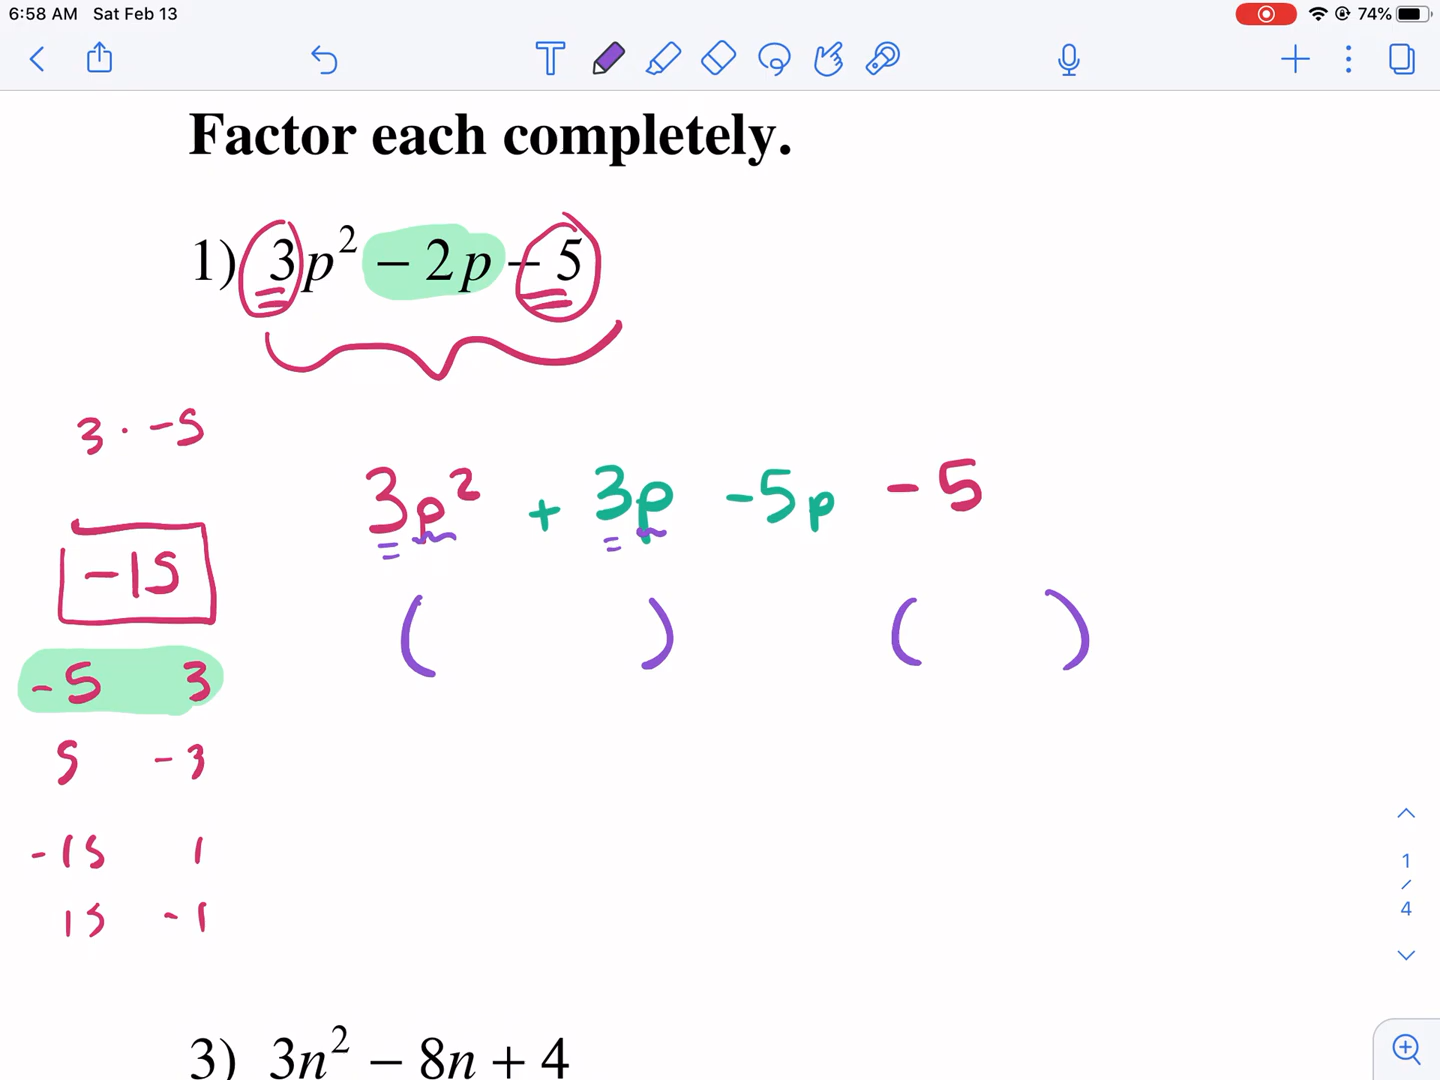 6:58 AM Sat Feb 13
74%
T
Factor each completely.
1) 3p² − 2p − 5
3 · −5
3p² + 3p −5p − 5
−15
( ) ( )
−5 3
5 −3
−15 1
15 −1
1
/
4
3) 3n² − 8n + 4